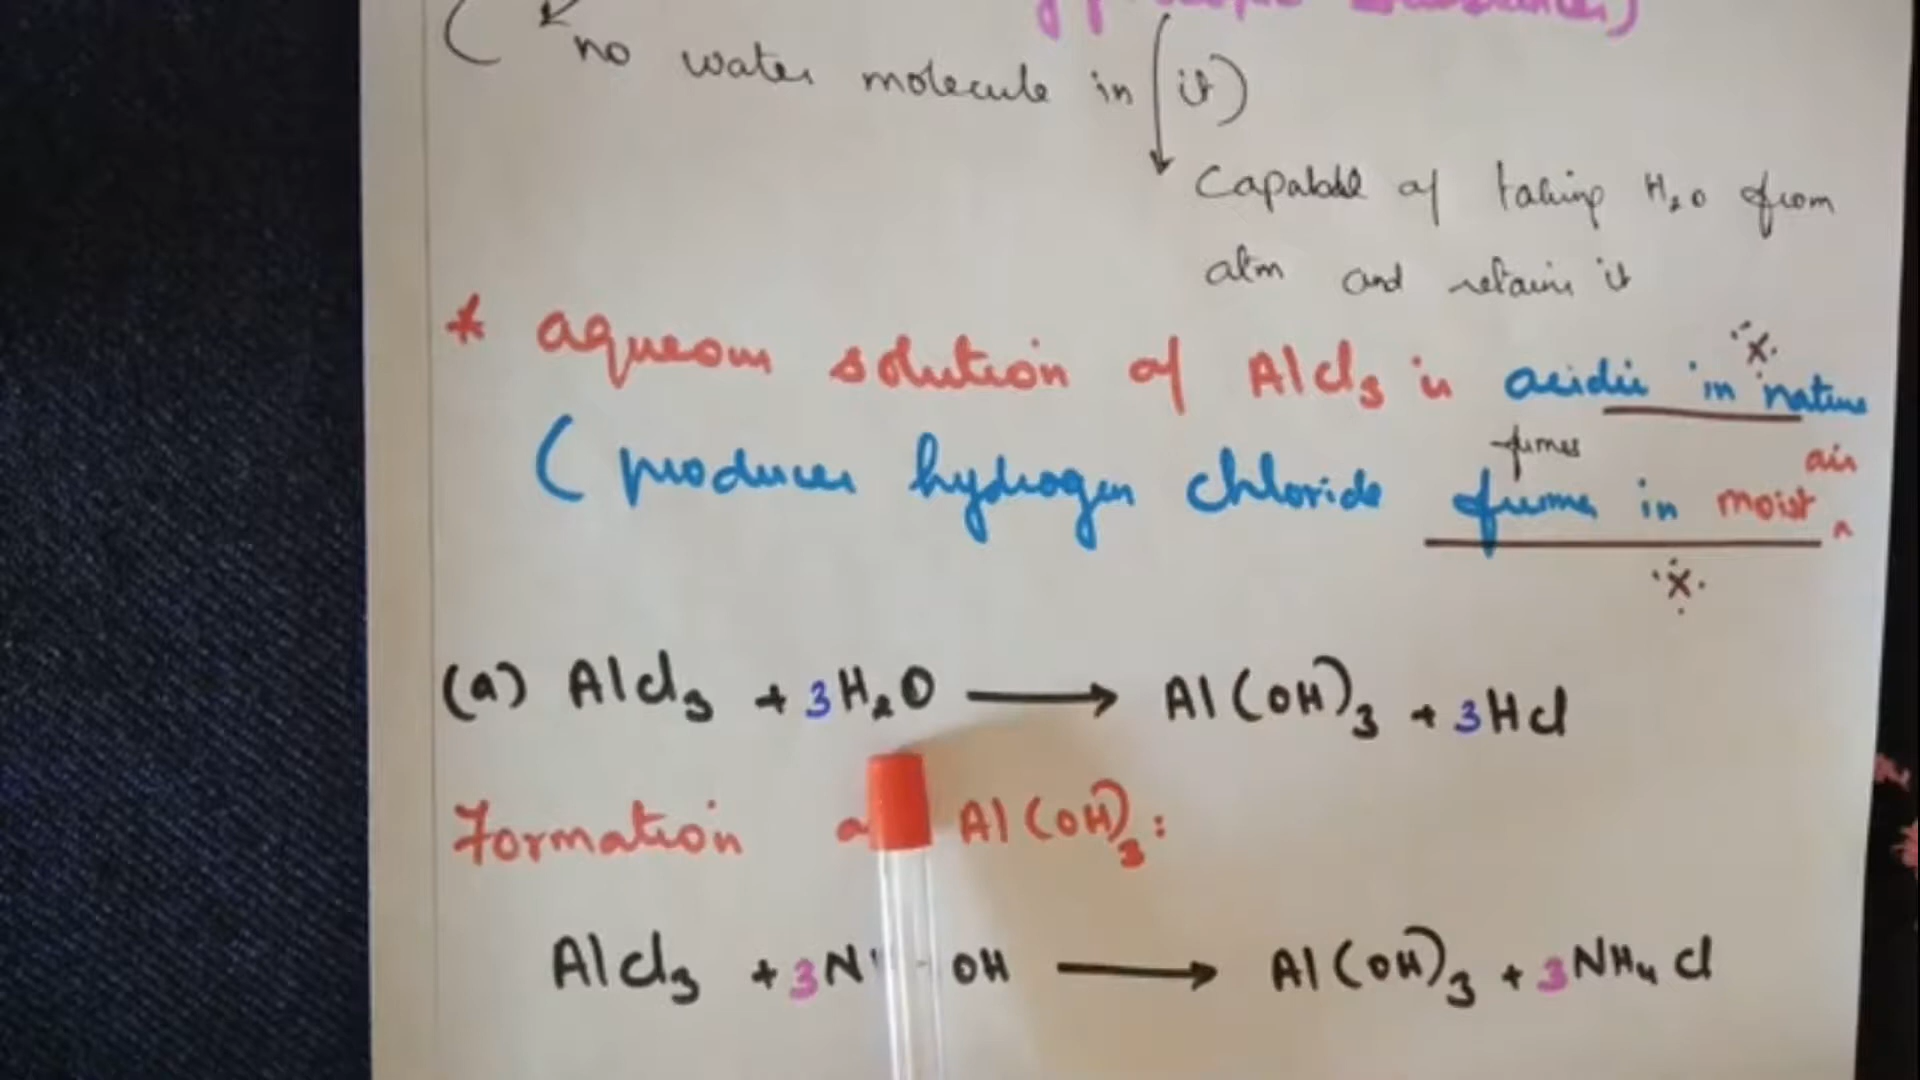 ( no water molecule in it)
Capable of taking H₂O from
atm and retain it
* aqueous solution of AlCl₃ is acidic in nature
fumes air
( produces hydrogen chloride fumes in moist ^
(a) AlCl₃ + 3H₂O → Al(OH)₃ + 3HCl
Formation Al(OH)₃:
AlCl₃ + 3N OH → Al(OH)₃ + 3NH₄Cl